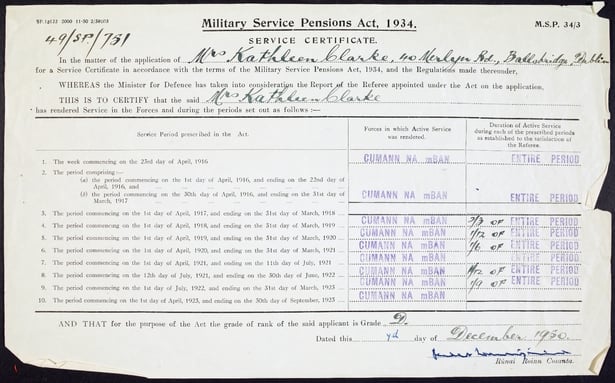 SP.14522 2000 11-50 2/38G03
Military Service Pensions Act, 1934.
M.S.P. 34/3
49/SP/751
SERVICE CERTIFICATE.
In the matter of the application of Mrs Kathleen Clarke, 40 Merlyn Rd., Ballsbridge, Dublin
for a Service Certificate in accordance with the terms of the Military Service Pensions Act, 1934, and the Regulations made thereunder,
WHEREAS the Minister for Defence has taken into consideration the Report of the Referee appointed under the Act on the application,
THIS IS TO CERTIFY that the said Mrs Kathleen Clarke
has rendered Service in the Forces and during the periods set out as follows :—
Service Period prescribed in the Act.
Forces in which Active Service was rendered.
Duration of Active Service during each of the prescribed periods as established to the satisfaction of the Referee.
1. The week commencing on the 23rd day of April, 1916 CUMANN NA mBAN ENTIRE PERIOD
2. The period comprising :—
(a) the period commencing on the 1st day of April, 1916, and ending on the 22nd day of
April, 1916, and
(b) the period commencing on the 30th day of April, 1916, and ending on the 31st day of
March, 1917 CUMANN NA mBAN ENTIRE PERIOD
3. The period commencing on the 1st day of April, 1917, and ending on the 31st day of March, 1918
4. The period commencing on the 1st day of April, 1918, and ending on the 31st day of March, 1919 CUMANN NA mBAN OF ENTIRE PERIOD
5. The period commencing on the 1st day of April, 1919, and ending on the 31st day of March, 1920 CUMANN NA mBAN OF ENTIRE PERIOD
6. The period commencing on the 1st day of April, 1920, and ending on the 31st day of March, 1921 CUMANN NA mBAN OF ENTIRE PERIOD
7. The period commencing on the 1st day of April, 1921, and ending on the 11th day of July, 1921 CUMANN NA mBAN ENTIRE PERIOD
8. The period commencing on the 12th day of July, 1921, and ending on the 30th day of June, 1922 CUMANN NA mBAN OF ENTIRE PERIOD
9. The period commencing on the 1st day of July, 1922, and ending on the 31st day of March, 1923 CUMANN NA mBAN 7/9 OF ENTIRE PERIOD
10. The period commencing on the 1st day of April, 1923, and ending on the 30th day of September, 1923 CUMANN NA mBAN
AND THAT for the purpose of the Act the grade of rank of the said applicant is Grade D.
Dated this day of December 1950.
Rúnaí Roinn Cosanta.